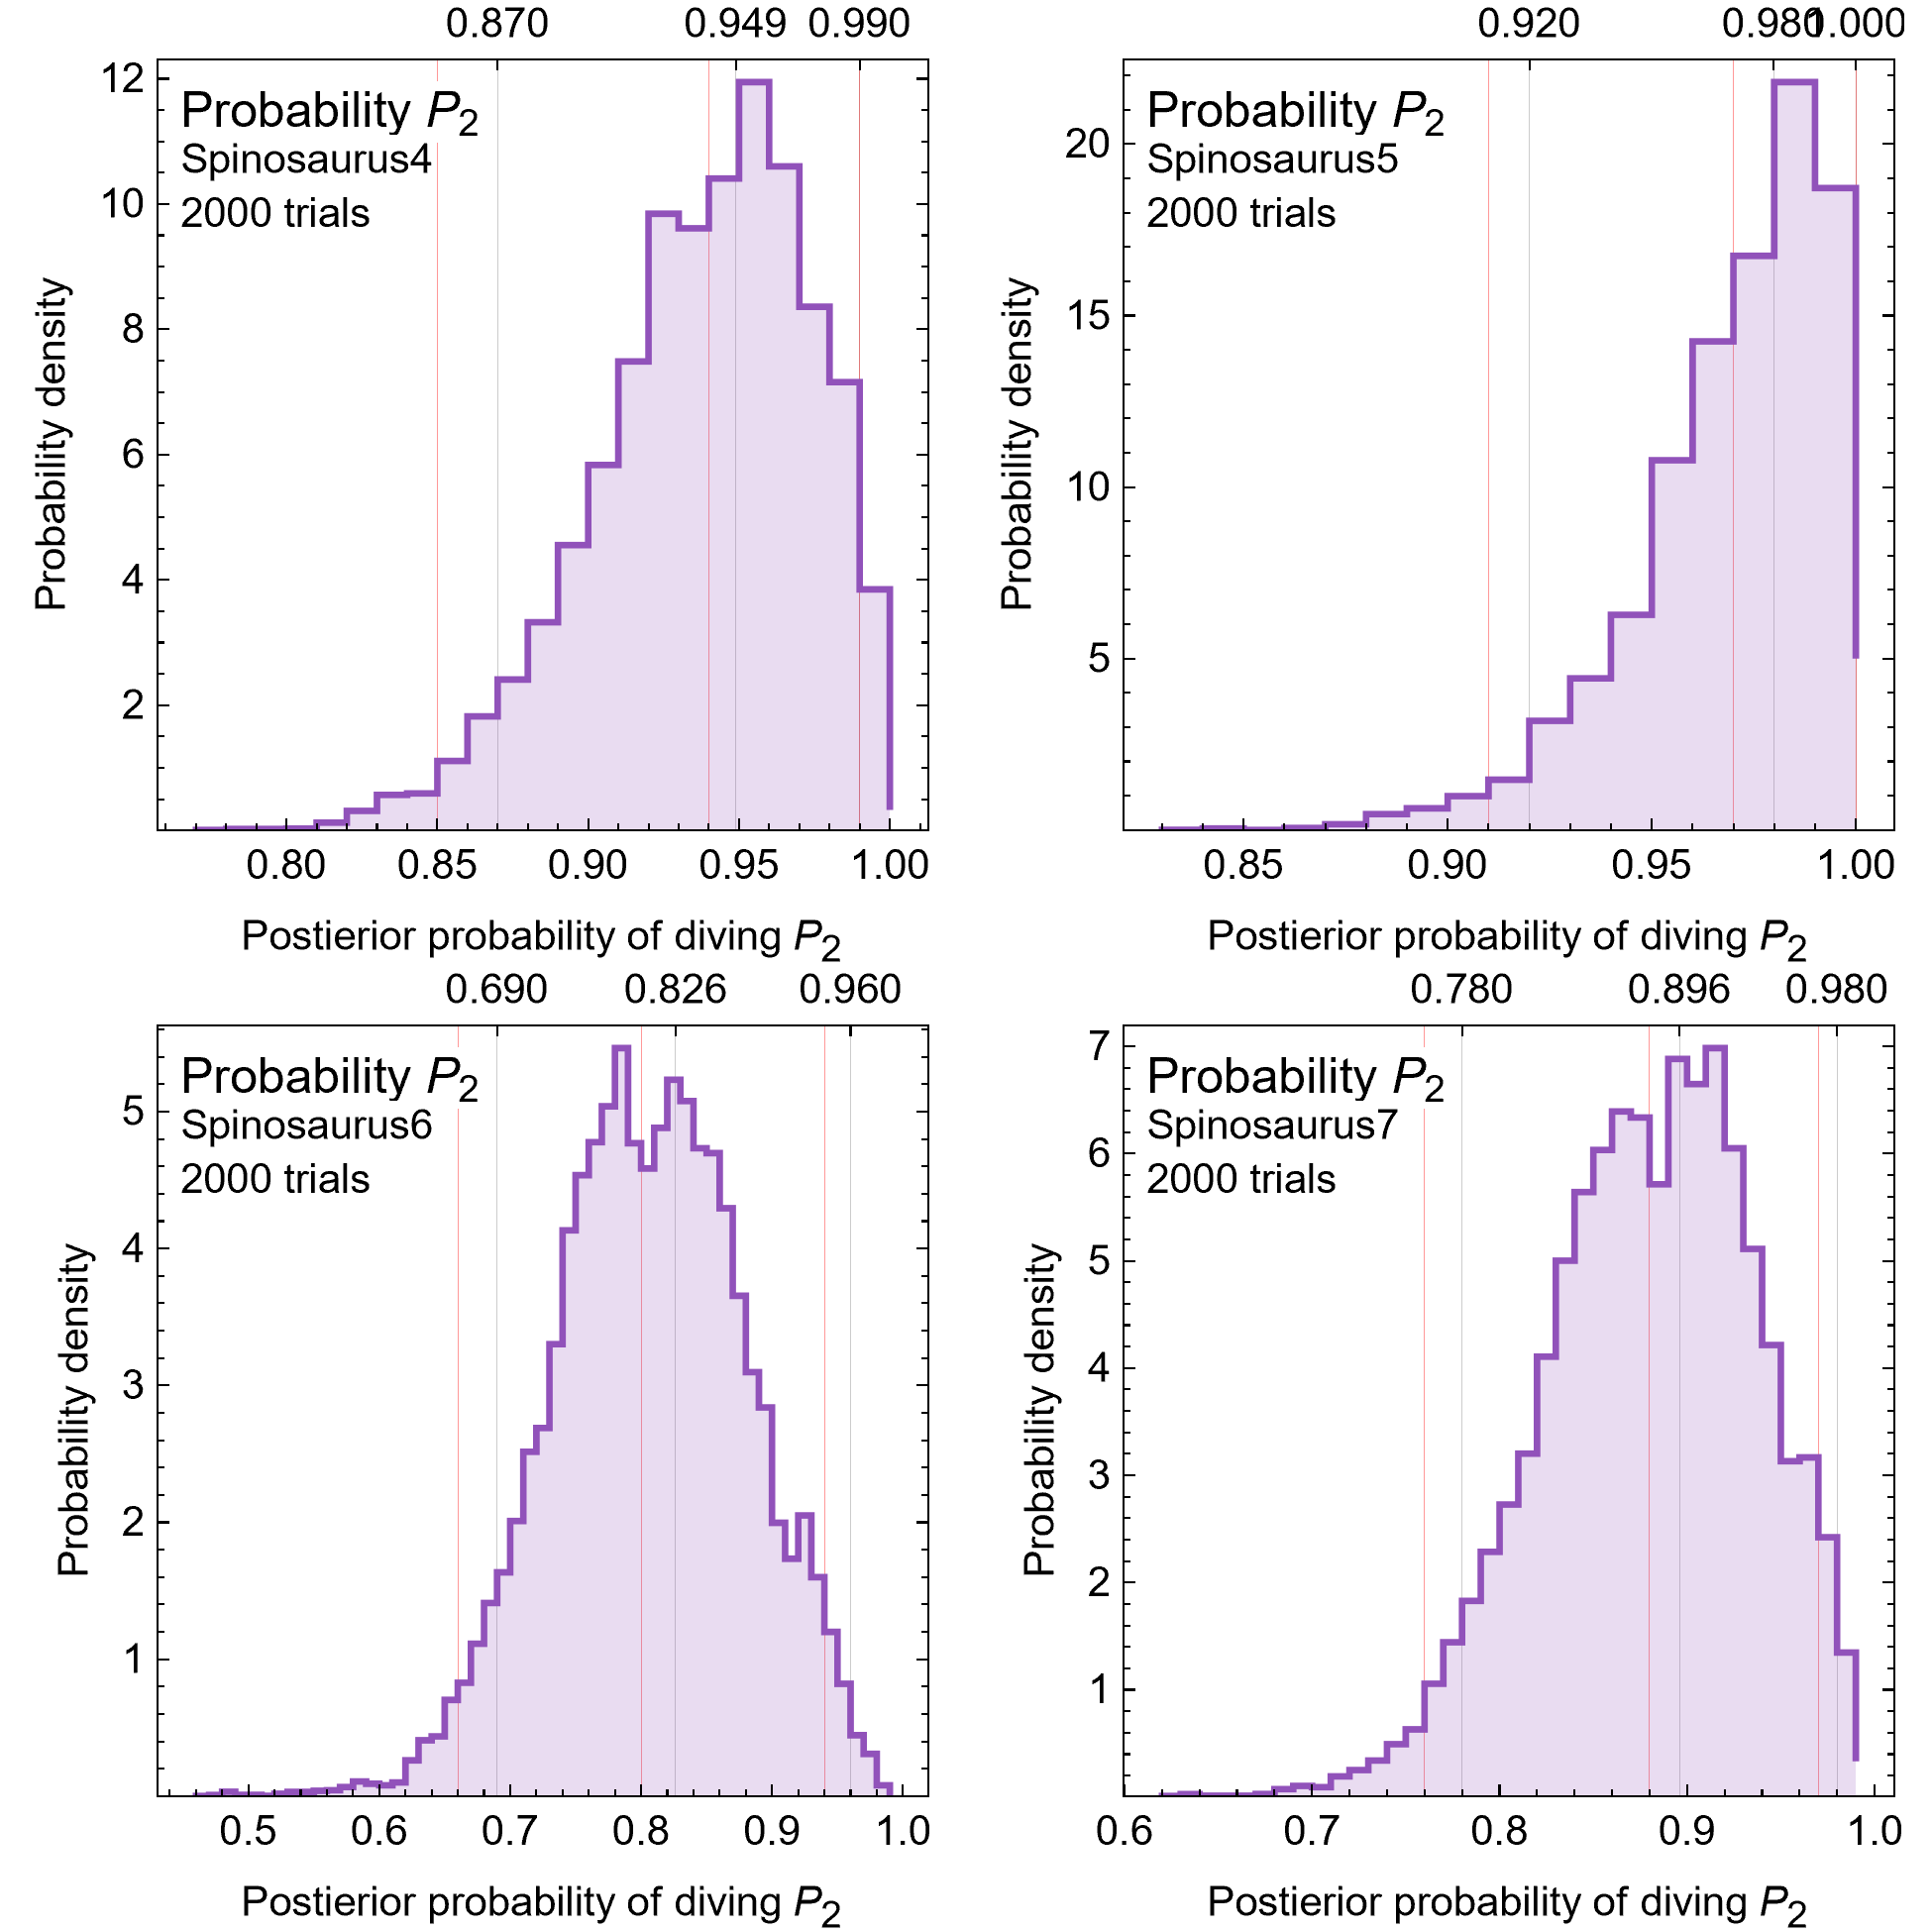 0.870 0.949 0.990
12
10
8
6
4
2
Probability P2
Spinosaurus4
2000 trials
Probability density
0.80 0.85 0.90 0.95 1.00
Postierior probability of diving P2
0.920 0.980 1.000
20
15
10
5
Probability P2
Spinosaurus5
2000 trials
Probability density
0.85 0.90 0.95 1.00
Postierior probability of diving P2
0.690 0.826 0.960
5
4
3
2
1
Probability P2
Spinosaurus6
2000 trials
Probability density
0.5 0.6 0.7 0.8 0.9 1.0
Postierior probability of diving P2
0.780 0.896 0.980
7
6
5
4
3
2
1
Probability P2
Spinosaurus7
2000 trials
Probability density
0.6 0.7 0.8 0.9 1.0
Postierior probability of diving P2